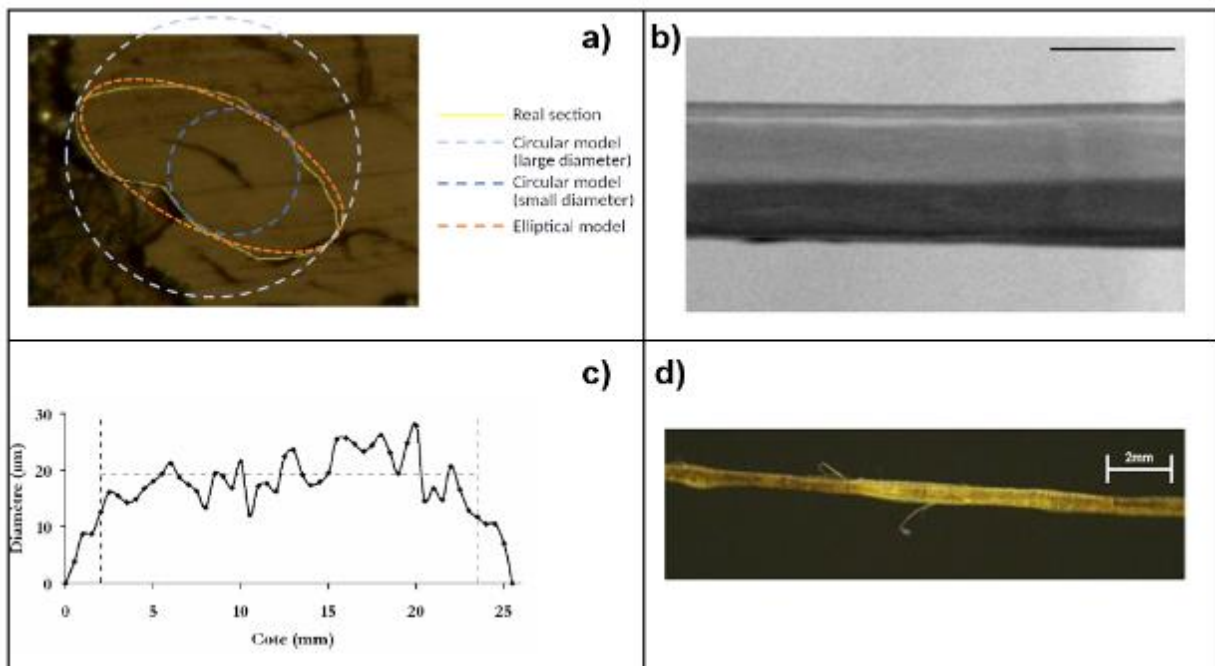 a)
Real section
Circular model
(large diameter)
Circular model
(small diameter)
Elliptical model
b)
c)
30
20
10
0
Diamètre (um)
0 5 10 15 20 25
Cote (mm)
d)
2mm